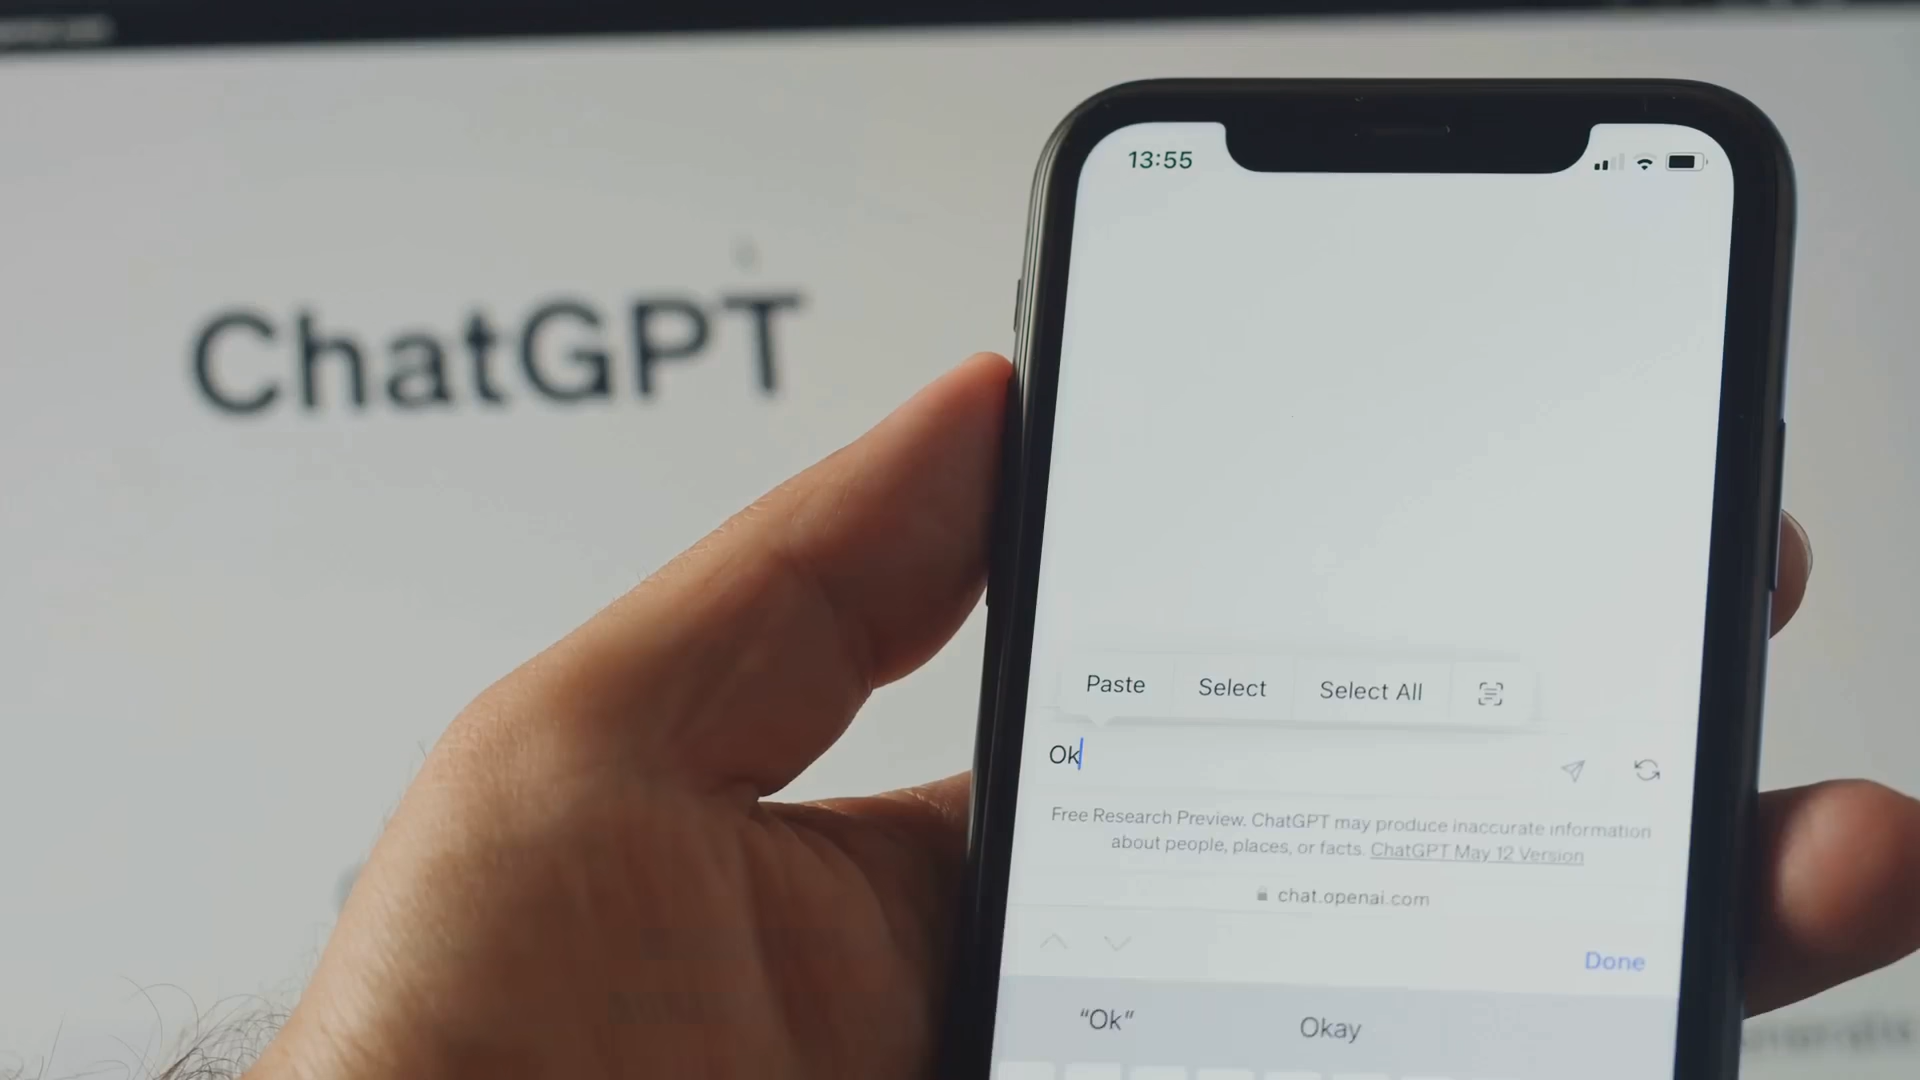 ChatGPT
13:55
Paste Select Select All
Ok
Free Research Preview. ChatGPT may produce inaccurate information
about people, places, or facts. ChatGPT May 12 Version
chat.openai.com
Done
“Ok” Okay